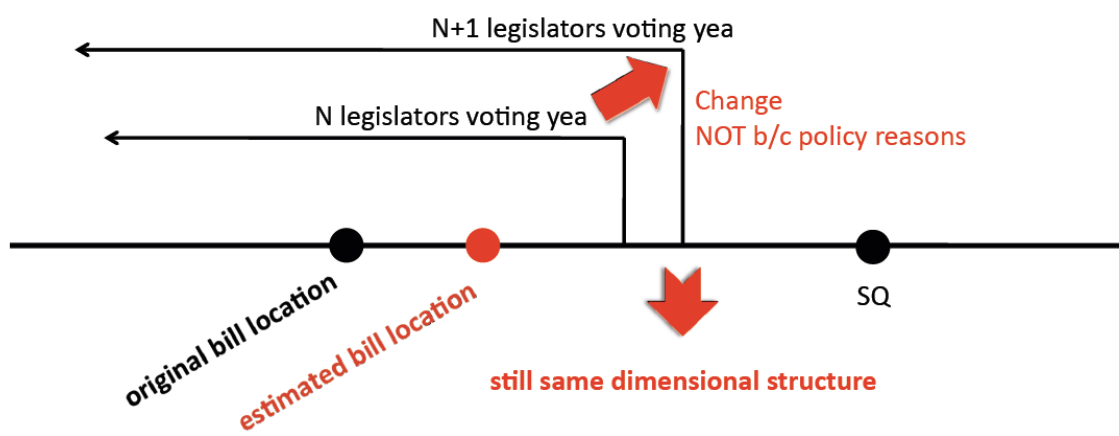 N+1 legislators voting yea
Change
N legislators voting yea
NOT b/c policy reasons
SQ
original bill location
estimated bill location
still same dimensional structure